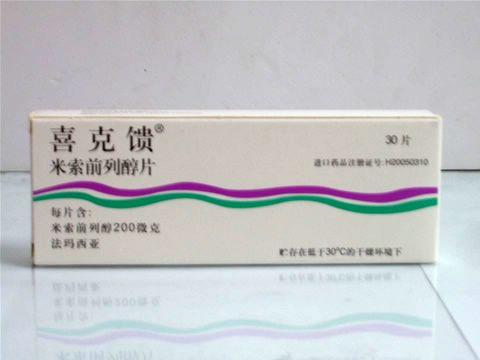 喜克馈®
米索前列醇片
30片
进口药品注册证号:H20050310
每片含:
米索前列醇200微克
法玛西亚
贮存在低于30℃的干燥环境下